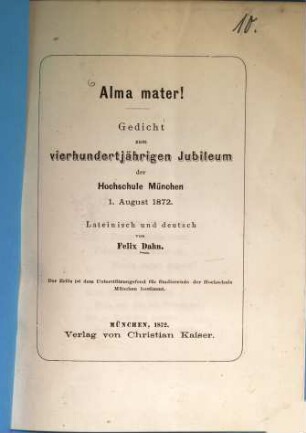 10.
Alma mater!
Gedicht
zum
vierhundertjährigen Jubileum
der
Hochschule München
1. August 1872.
Lateinisch und deutsch
von
Felix Dahn.
Der Erlös ist dem Unterstützungsfond für Studierende der Hochschule
München bestimmt.
MÜNCHEN, 1872.
Verlag von Christian Kaiser.